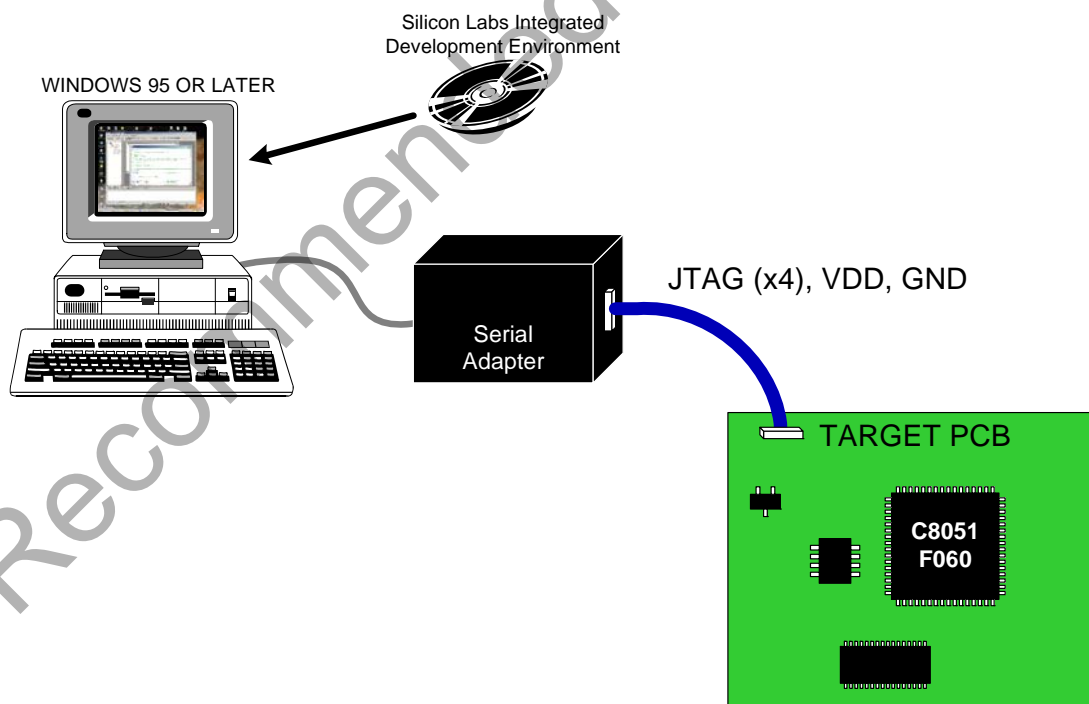 Silicon Labs Integrated
Development Environment
WINDOWS 95 OR LATER
JTAG (x4), VDD, GND
Serial
Adapter
TARGET PCB
C8051
F060
Recommended